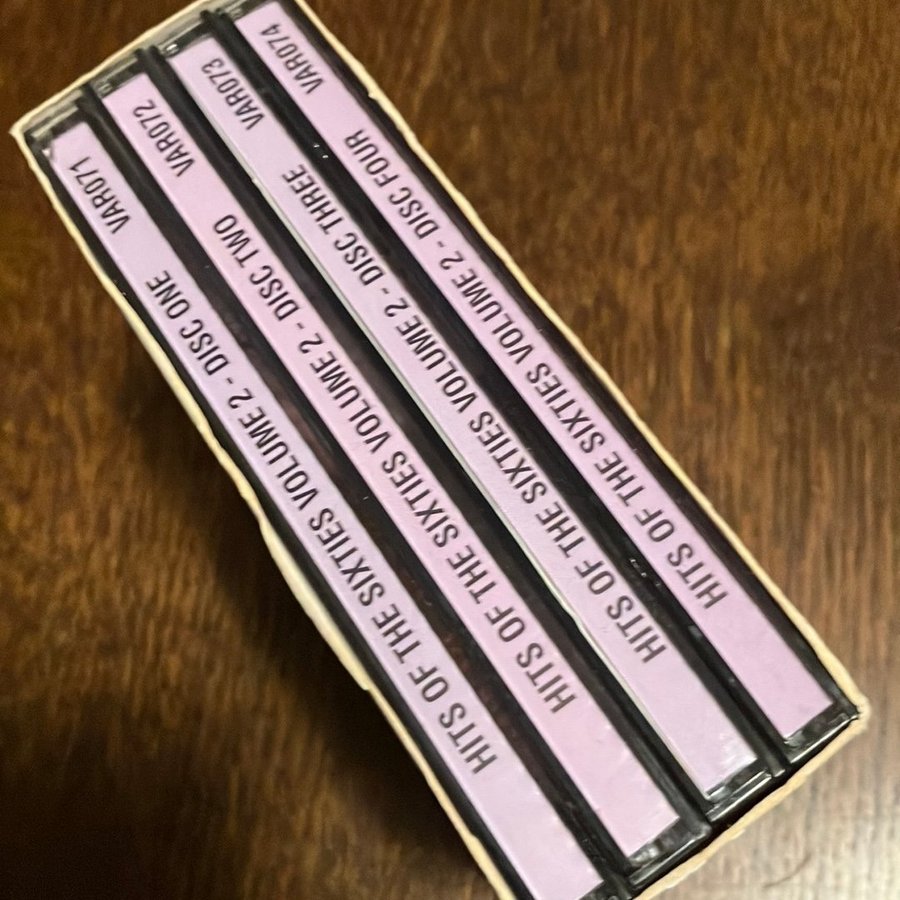 HITS OF THE SIXTIES VOLUME 2 - DISC ONE VAR071
HITS OF THE SIXTIES VOLUME 2 - DISC TWO VAR072
HITS OF THE SIXTIES VOLUME 2 - DISC THREE VAR073
HITS OF THE SIXTIES VOLUME 2 - DISC FOUR VAR074